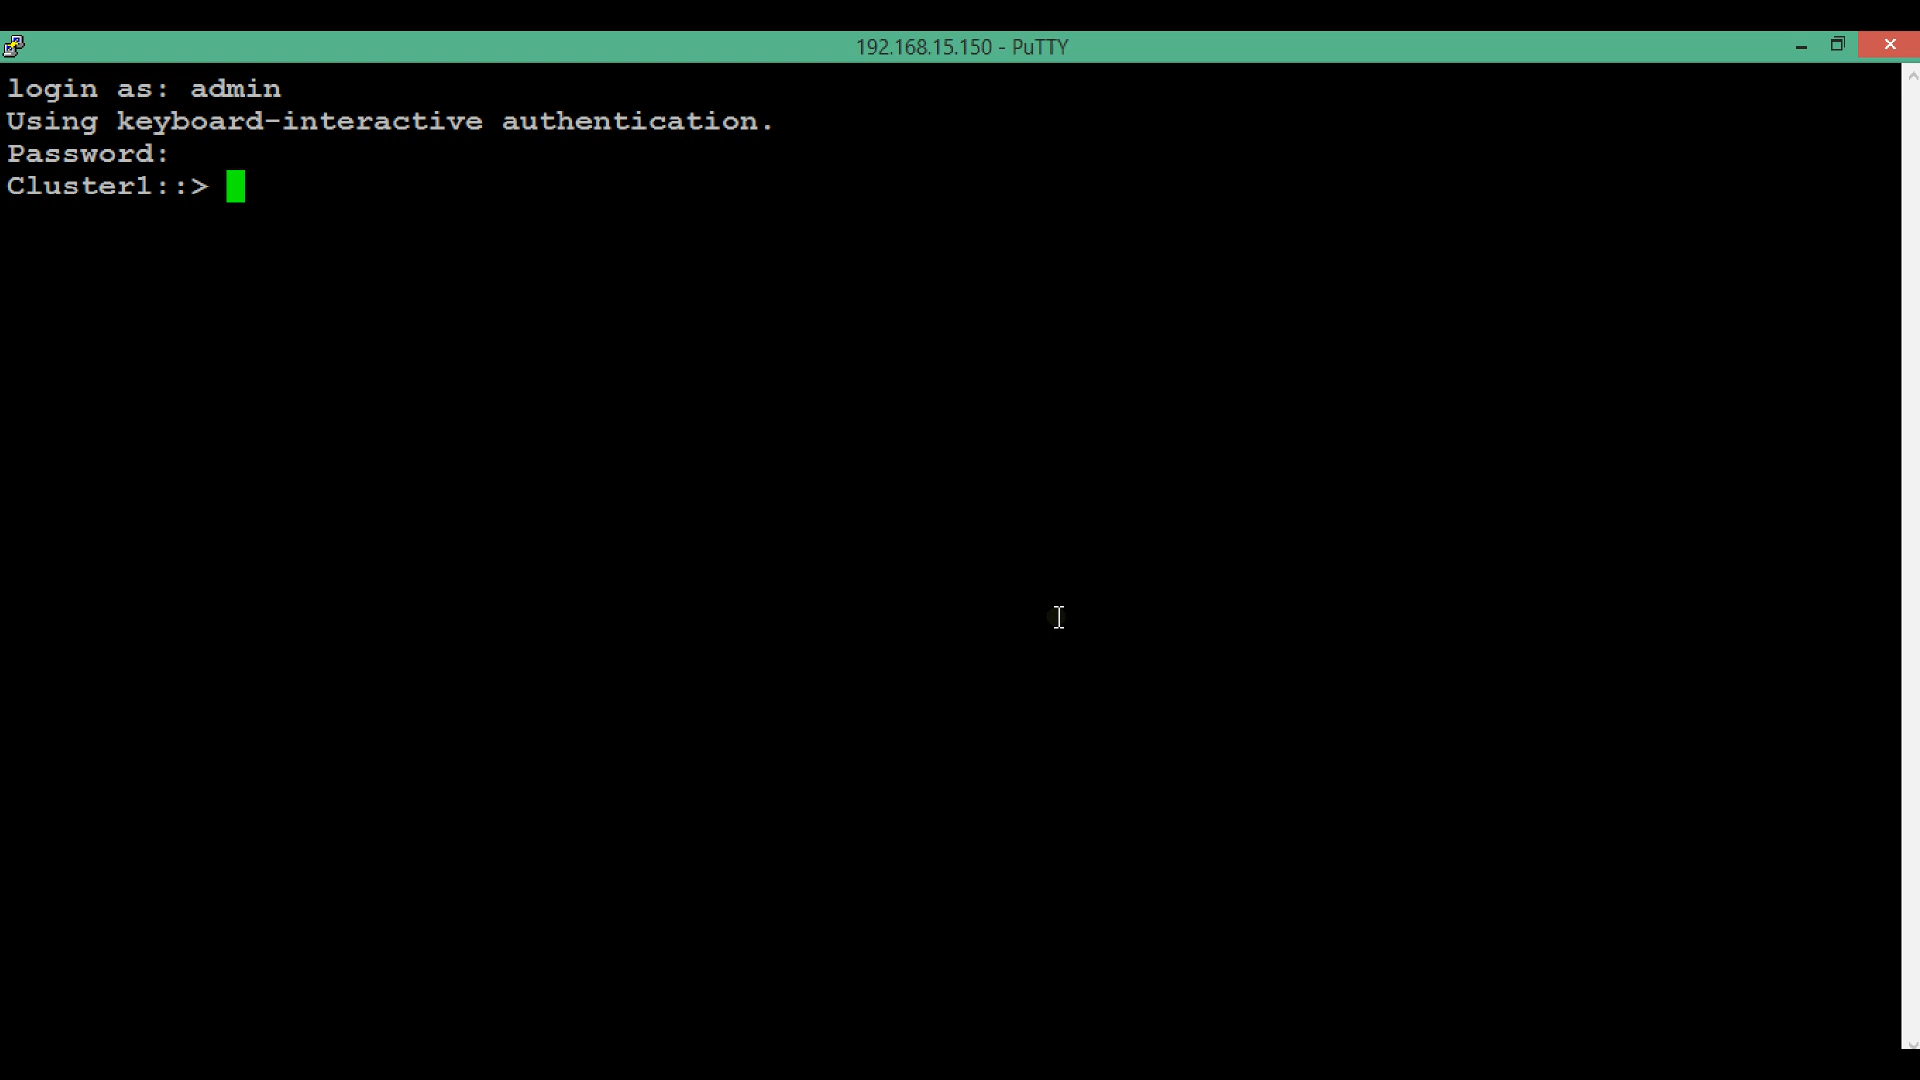 192.168.15.150 - PuTTY
login as: admin
Using keyboard-interactive authentication.
Password:
Cluster1::>